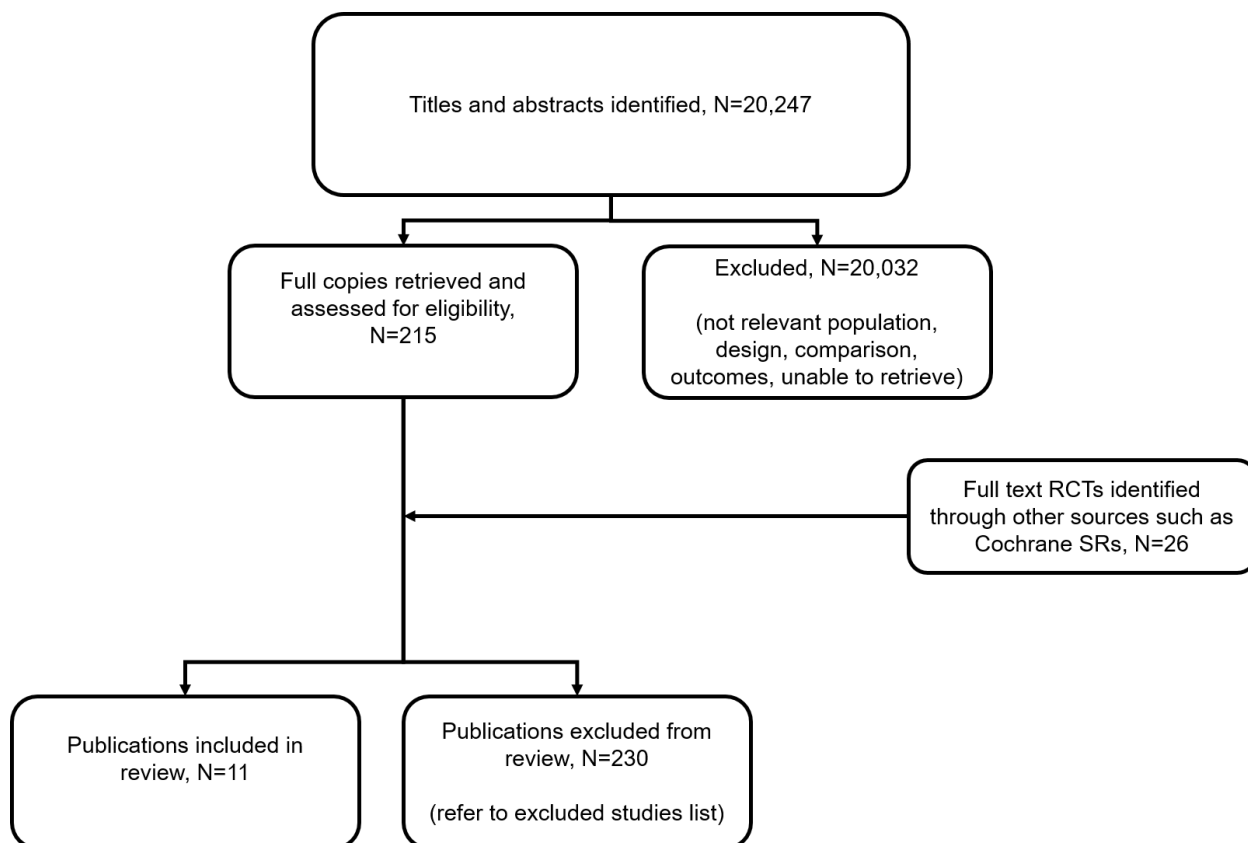 Titles and abstracts identified, N=20,247
Full copies retrieved and
assessed for eligibility,
N=215
Excluded, N=20,032
(not relevant population,
design, comparison,
outcomes, unable to retrieve)
Full text RCTs identified
through other sources such as
Cochrane SRs, N=26
Publications included in
review, N=11
Publications excluded from
review, N=230
(refer to excluded studies list)